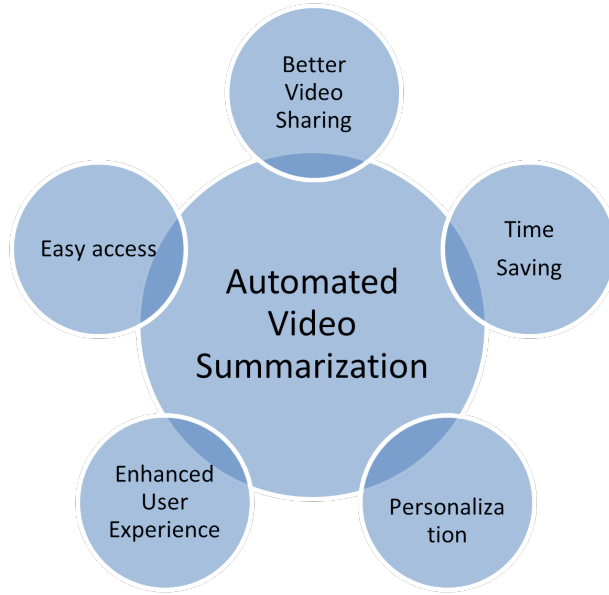 Better
Video
Sharing
Easy access
Time
Saving
Automated
Video
Summarization
Enhanced
User
Experience
Personaliza
tion